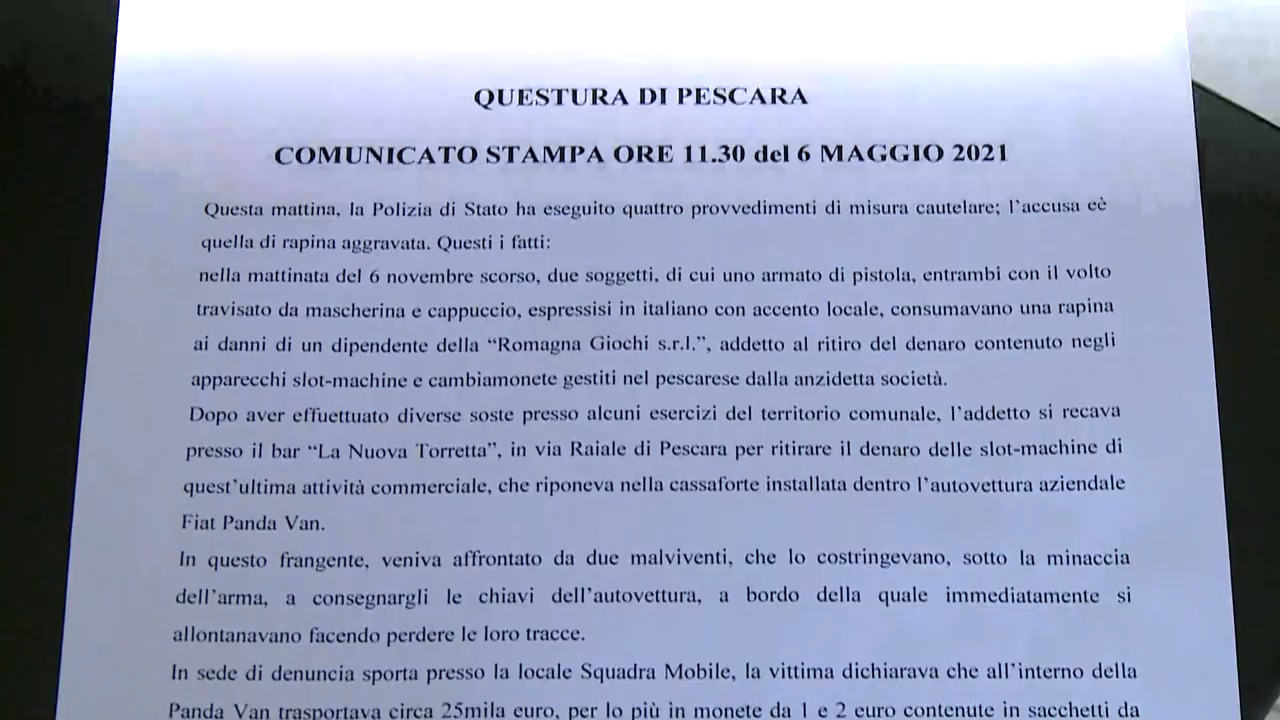 QUESTURA DI PESCARA
COMUNICATO STAMPA ORE 11.30 del 6 MAGGIO 2021
Questa mattina, la Polizia di Stato ha eseguito quattro provvedimenti di misura cautelare; l’accusa eè
quella di rapina aggravata. Questi i fatti:
nella mattinata del 6 novembre scorso, due soggetti, di cui uno armato di pistola, entrambi con il volto
travisato da mascherina e cappuccio, espressisi in italiano con accento locale, consumavano una rapina
ai danni di un dipendente della “Romagna Giochi s.r.l.”, addetto al ritiro del denaro contenuto negli
apparecchi slot-machine e cambiamonete gestiti nel pescarese dalla anzidetta società.
Dopo aver effuettuato diverse soste presso alcuni esercizi del territorio comunale, l’addetto si recava
presso il bar “La Nuova Torretta”, in via Raiale di Pescara per ritirare il denaro delle slot-machine di
quest’ultima attività commerciale, che riponeva nella cassaforte installata dentro l’autovettura aziendale
Fiat Panda Van.
In questo frangente, veniva affrontato da due malviventi, che lo costringevano, sotto la minaccia
dell’arma, a consegnargli le chiavi dell’autovettura, a bordo della quale immediatamente si
allontanavano facendo perdere le loro tracce.
In sede di denuncia sporta presso la locale Squadra Mobile, la vittima dichiarava che all’interno della
Panda Van trasportava circa 25mila euro, per lo più in monete da 1 e 2 euro contenute in sacchetti da